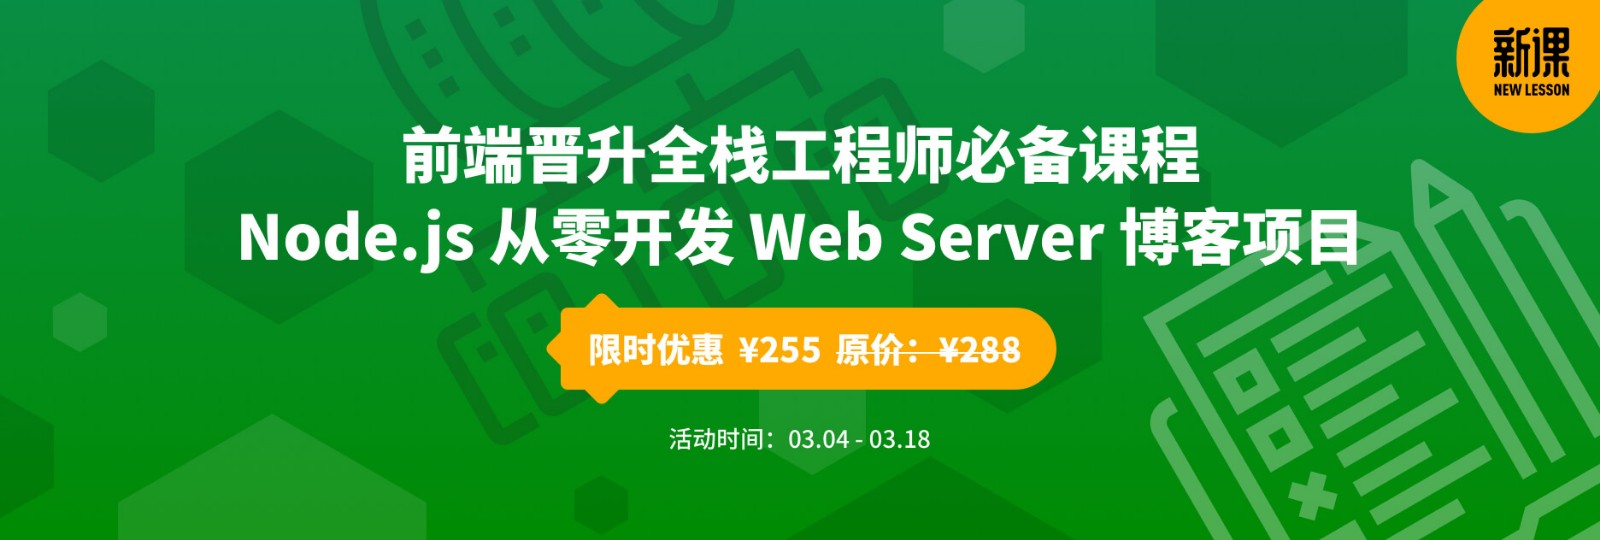 新课
NEW LESSON
前端晋升全栈工程师必备课程
Node.js 从零开发 Web Server 博客项目
限时优惠 ¥255 原价：¥288
活动时间：03.04 - 03.18